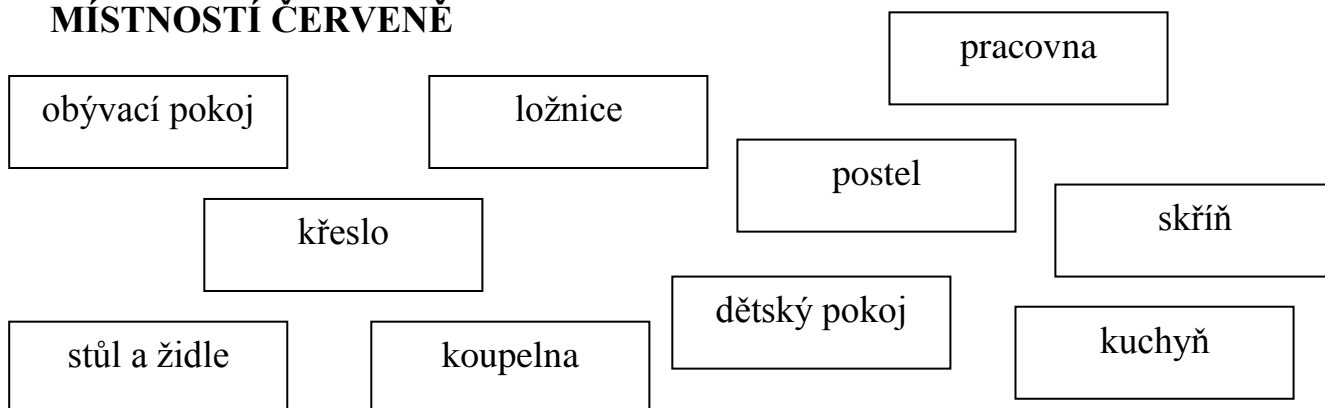 MÍSTNOSTÍ ČERVENĚ
pracovna
obývací pokoj
ložnice
postel
skříň
křeslo
dětský pokoj
kuchyň
stůl a židle
koupelna